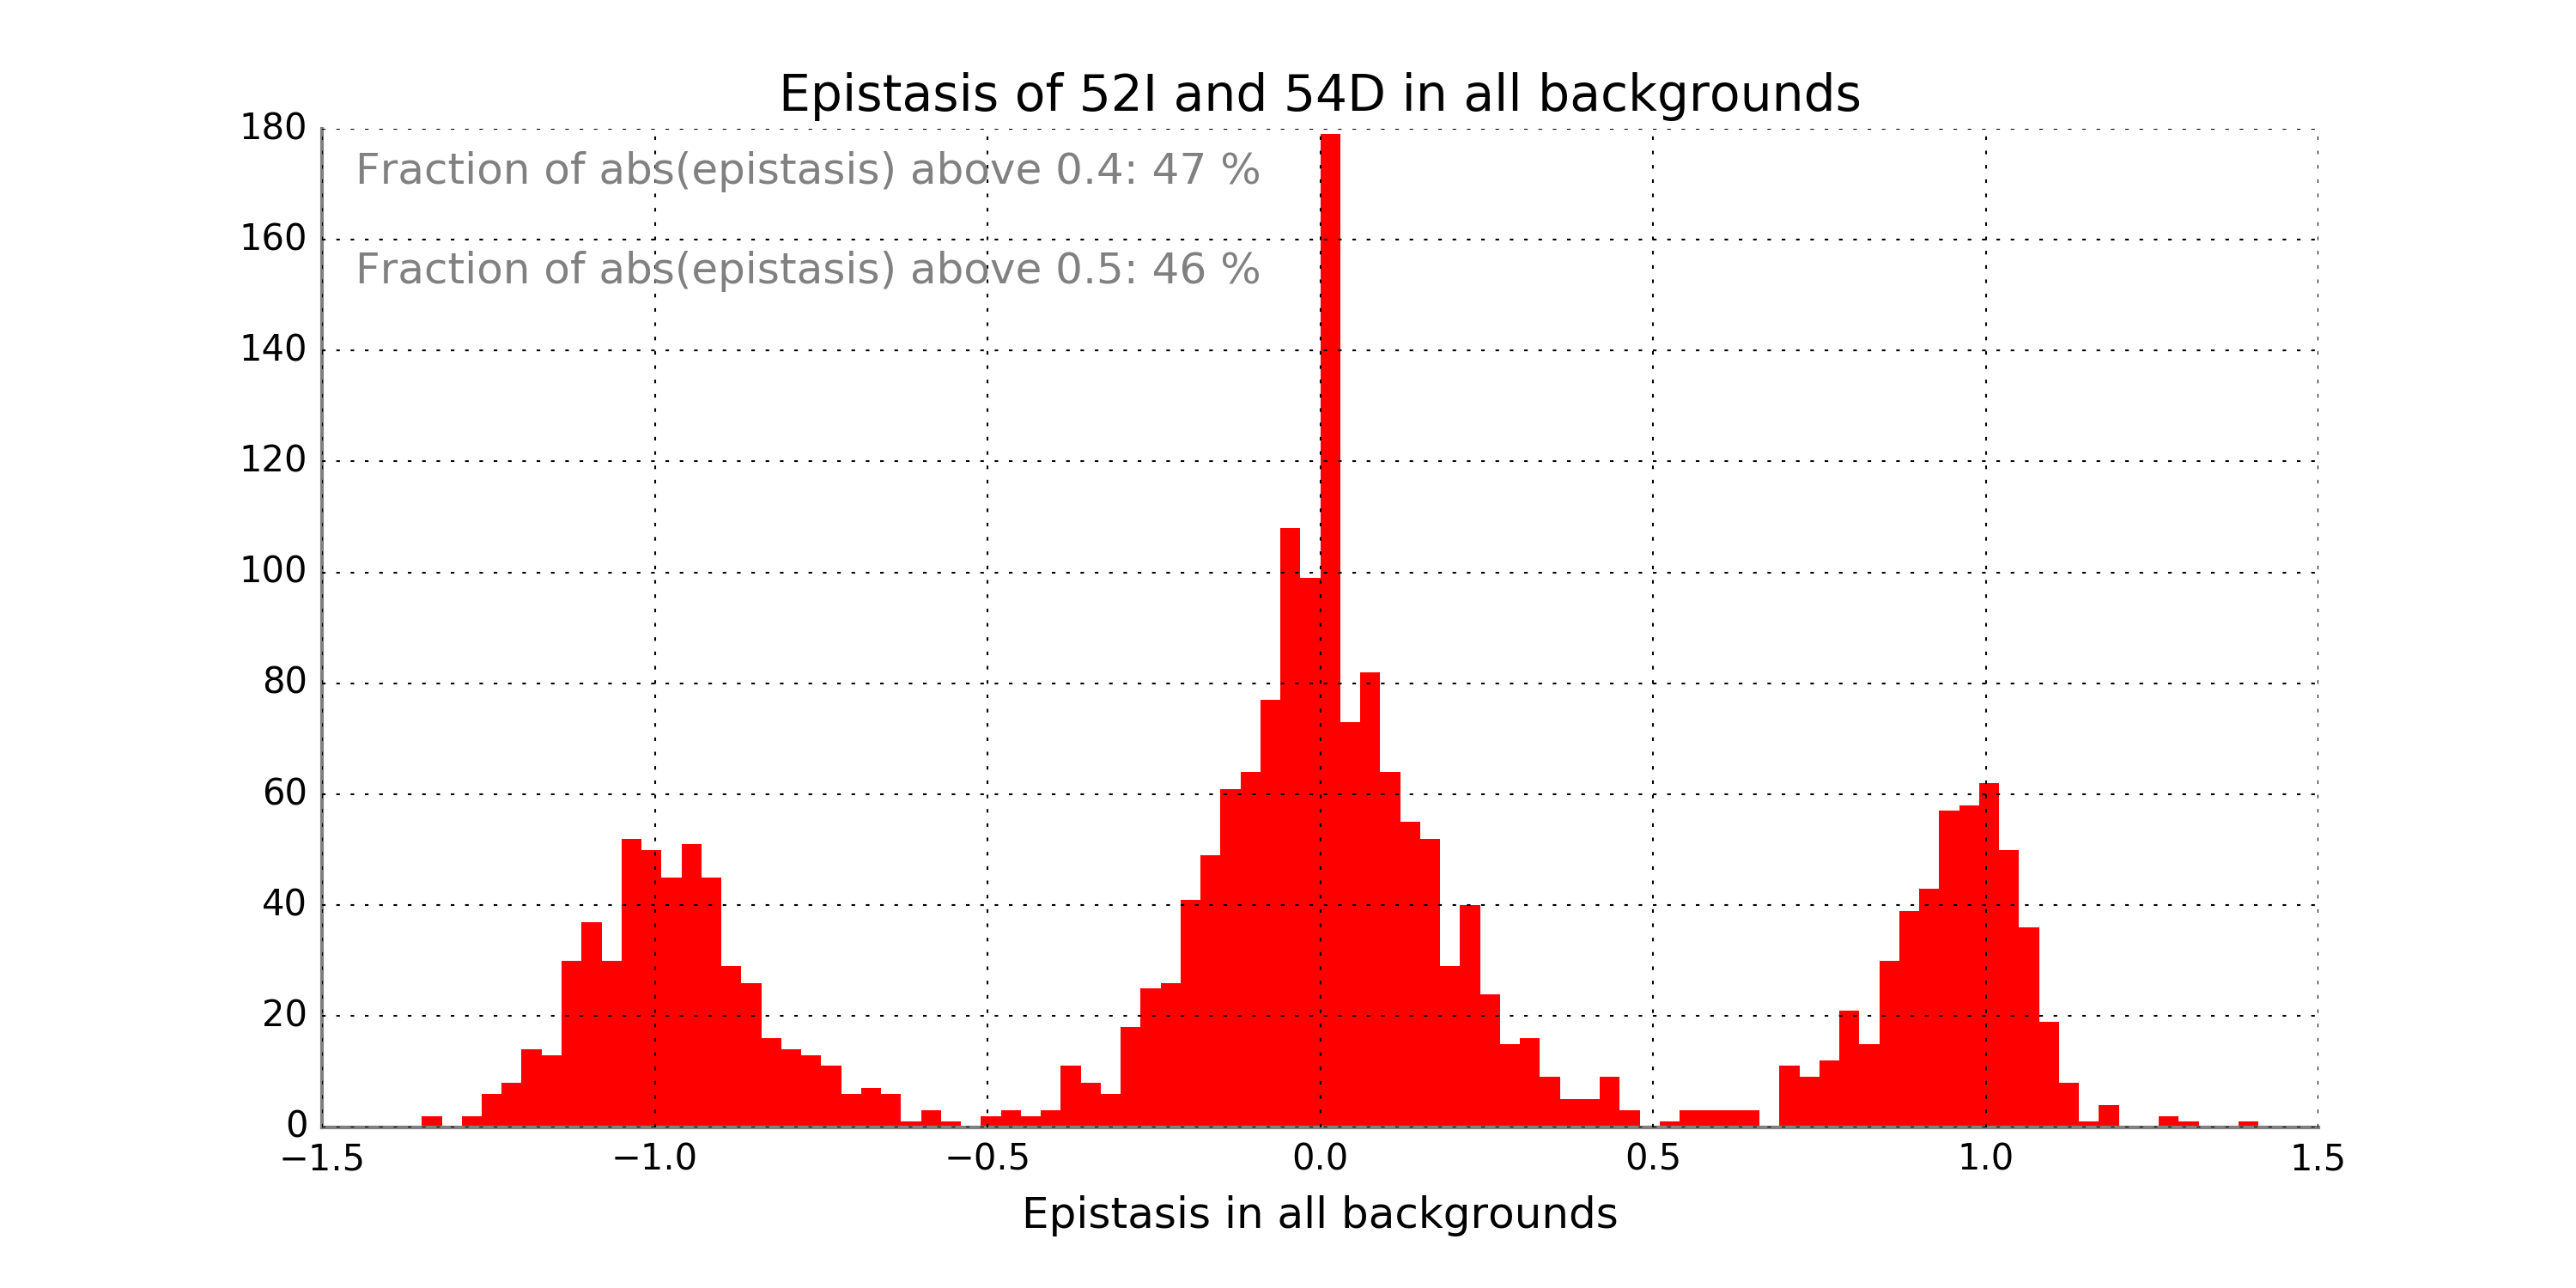 Epistasis of 52I and 54D in all backgrounds
180
Fraction of abs(epistasis) above 0.4: 47 %
160
Fraction of abs(epistasis) above 0.5: 46 %
140
120
100
80
60
40
20
0
−1.5 −1.0 −0.5 0.0 0.5 1.0 1.5
Epistasis in all backgrounds